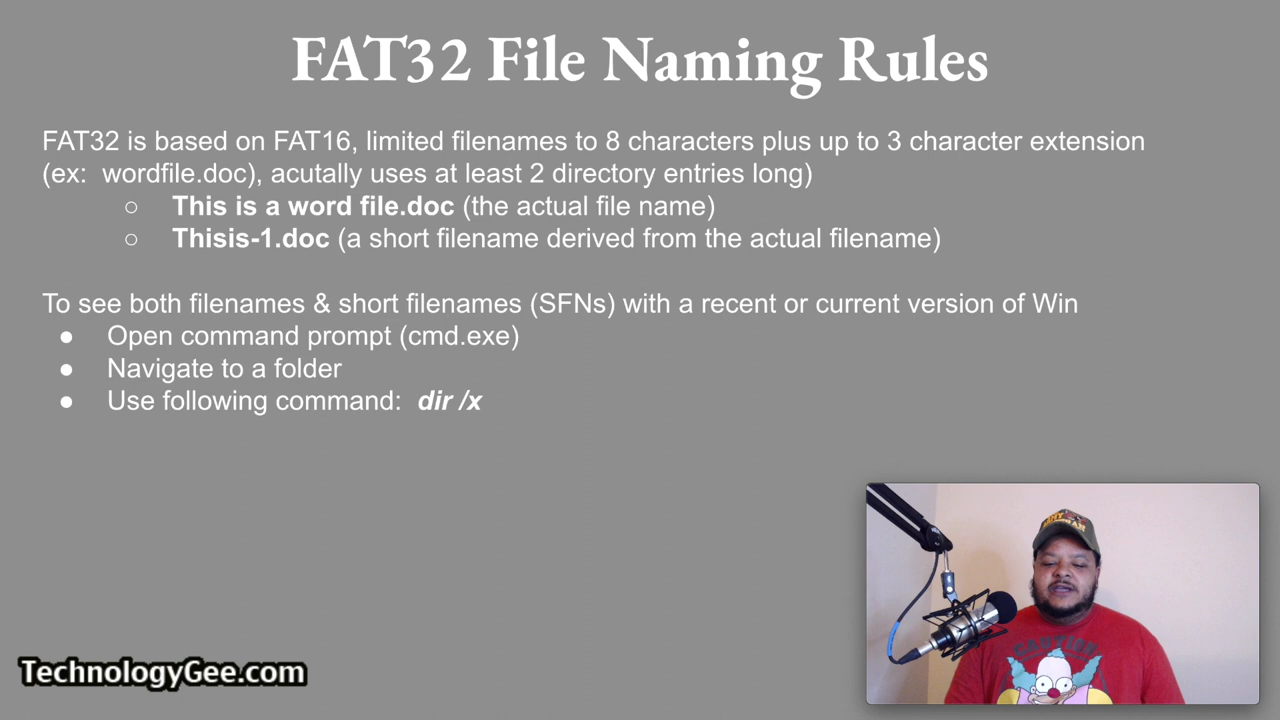 FAT32 File Naming Rules
FAT32 is based on FAT16, limited filenames to 8 characters plus up to 3 character extension
(ex:  wordfile.doc), acutally uses at least 2 directory entries long)
○ This is a word file.doc (the actual file name)
○ Thisis-1.doc (a short filename derived from the actual filename)
To see both filenames & short filenames (SFNs) with a recent or current version of Win
● Open command prompt (cmd.exe)
● Navigate to a folder
● Use following command:  dir /x
CAUTION
TechnologyGee.com